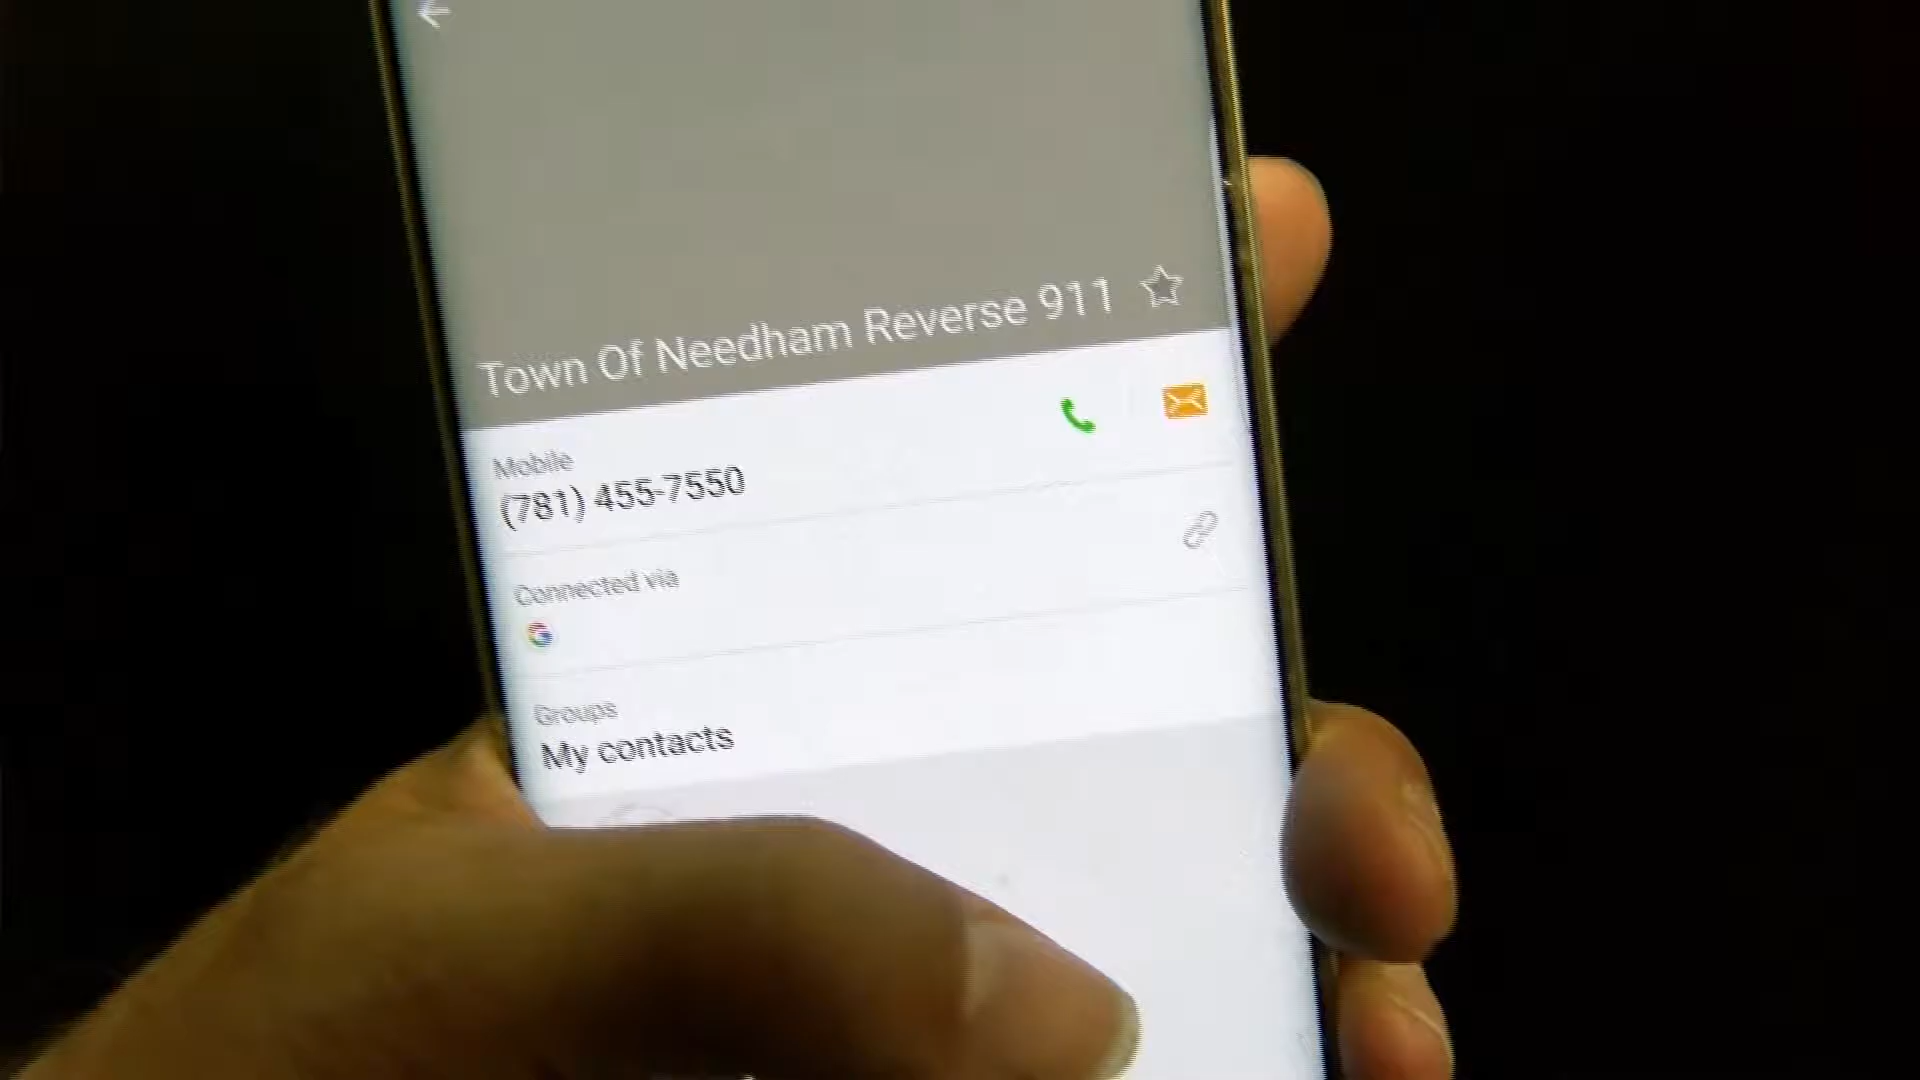 Town Of Needham Reverse 911
Mobile
(781) 455-7550
Connected via
Groups
My contacts